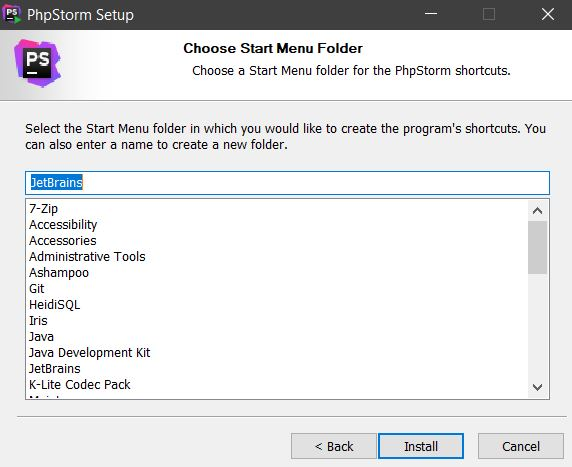 PhpStorm Setup
PS
Choose Start Menu Folder
Choose a Start Menu folder for the PhpStorm shortcuts.
Select the Start Menu folder in which you would like to create the program's shortcuts. You
can also enter a name to create a new folder.
JetBrains
7-Zip
Accessibility
Accessories
Administrative Tools
Ashampoo
Git
HeidiSQL
Iris
Java
Java Development Kit
JetBrains
K-Lite Codec Pack
< Back
Install
Cancel